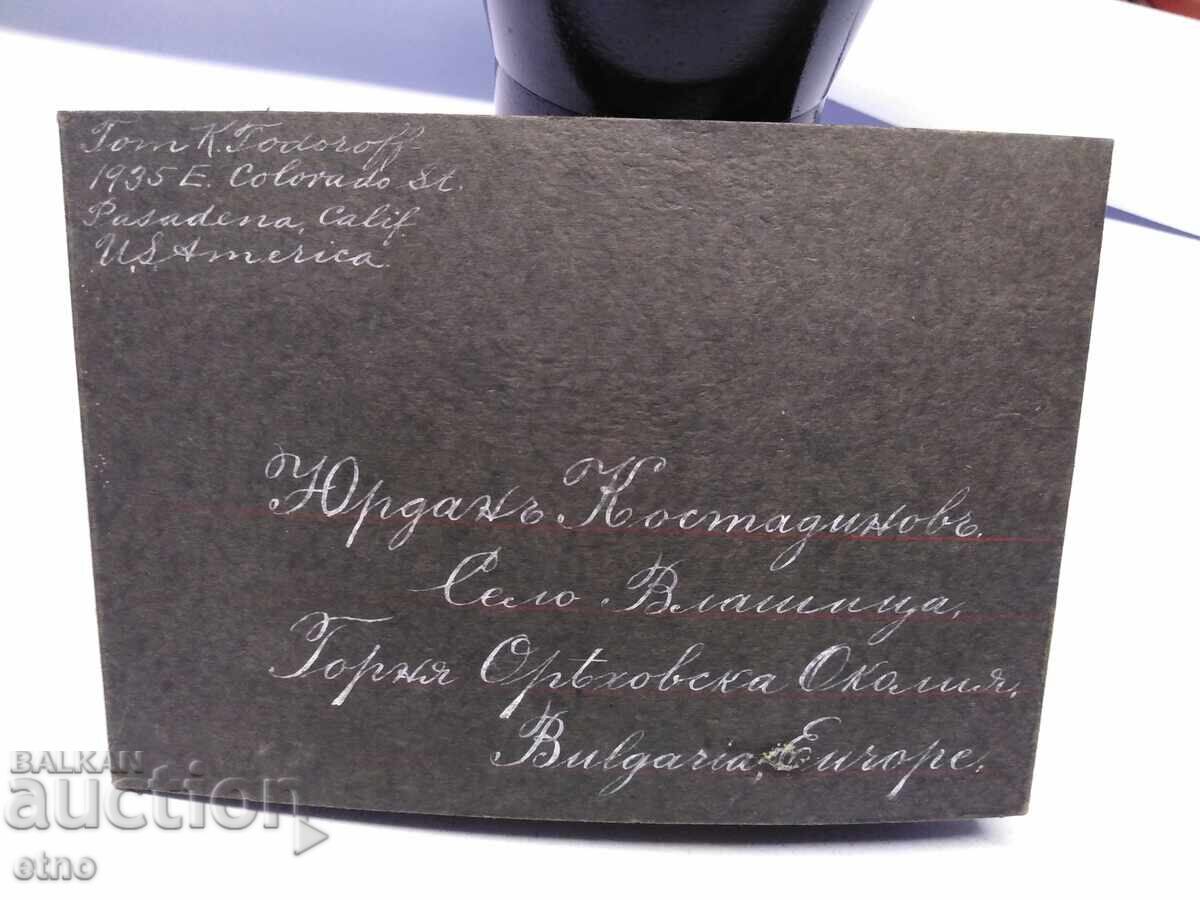 Tom K. Todoroff
1935 E. Colorado St.
Pasadena, Calif
U.S. America
Юрданъ Костадиновъ.
Село Влашица,
Горня Орѣховска Околия,
Bulgaria, Europe.
BALKAN
auction
etno